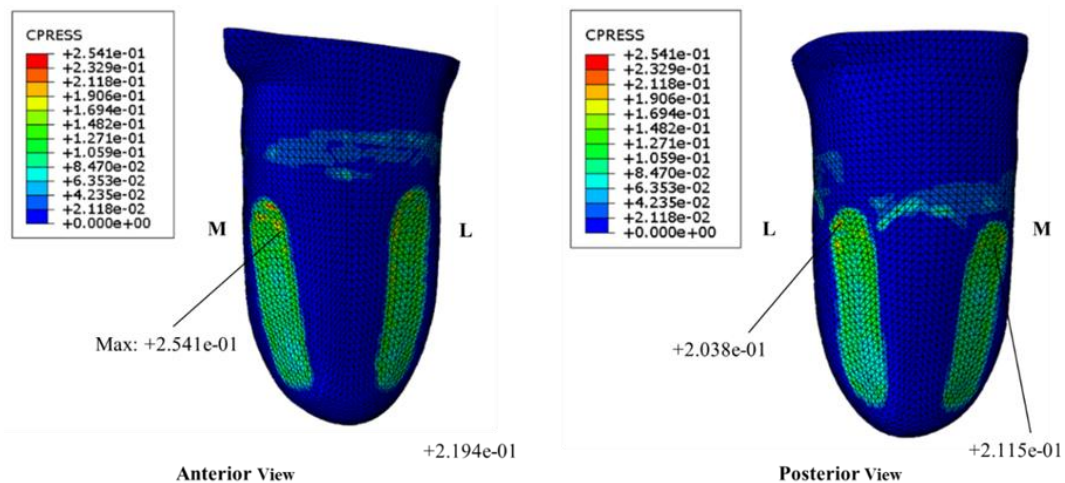 CPRESS
+2.541e-01
+2.329e-01
+2.118e-01
+1.906e-01
+1.694e-01
+1.482e-01
+1.271e-01
+1.059e-01
+8.470e-02
+6.353e-02
+4.235e-02
+2.118e-02
+0.000e+00
M
L
Max: +2.541e-01
+2.194e-01
Anterior View
CPRESS
+2.541e-01
+2.329e-01
+2.118e-01
+1.906e-01
+1.694e-01
+1.482e-01
+1.271e-01
+1.059e-01
+8.470e-02
+6.353e-02
+4.235e-02
+2.118e-02
+0.000e+00
L
M
+2.038e-01
+2.115e-01
Posterior View